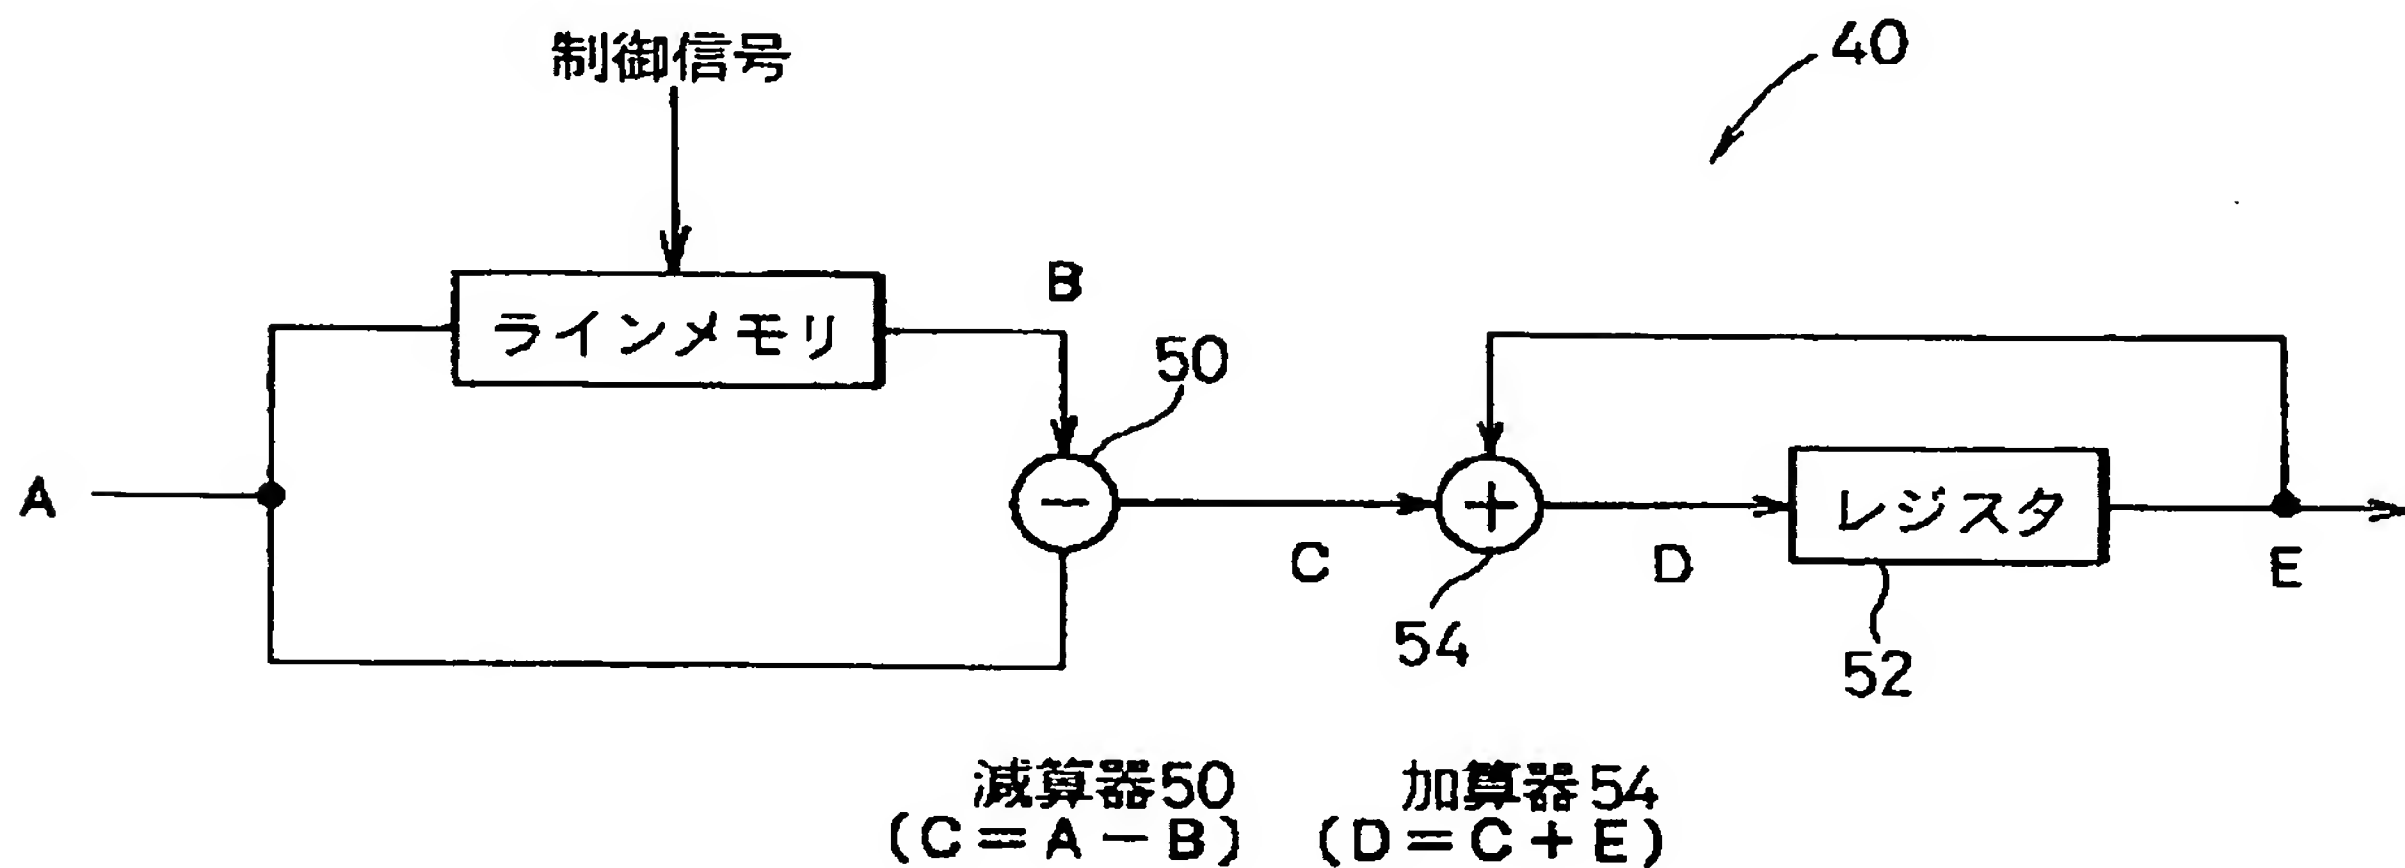 制御信号
40
ラインメモリ
B
50
A
C
54
D
レジスタ
52
E
減算器50
(C=A-B)
加算器54
(D=C+E)